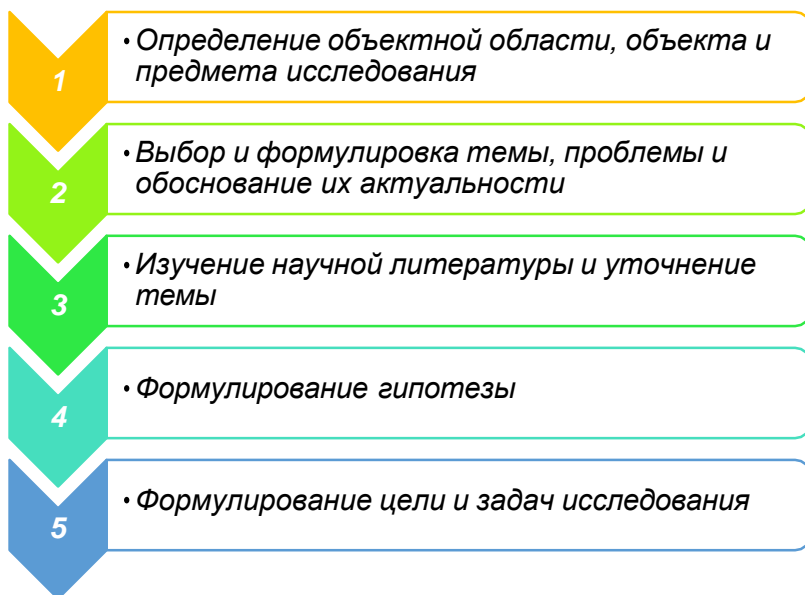 1
• Определение объектной области, объекта и
предмета исследования
2
• Выбор и формулировка темы, проблемы и
обоснование их актуальности
3
• Изучение научной литературы и уточнение
темы
4
• Формулирование гипотезы
5
• Формулирование цели и задач исследования